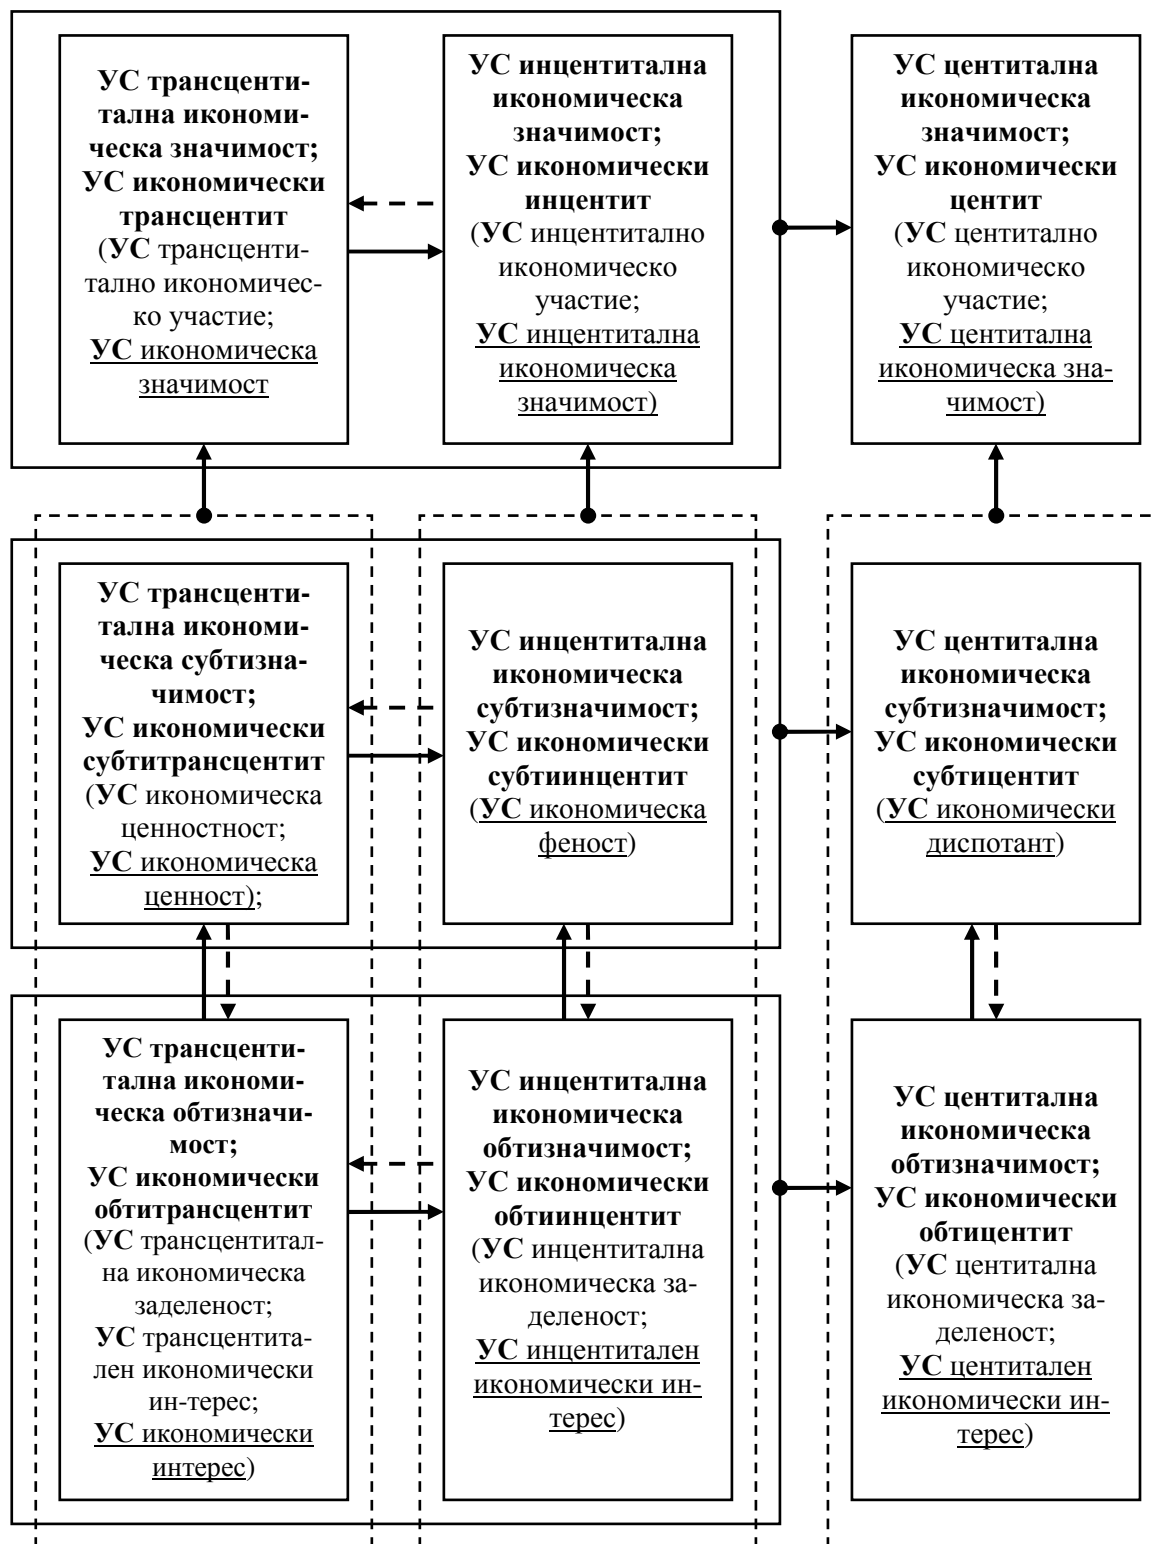 УС трансценти-
тална икономи-
ческа значимост;
УС икономически
трансцентит
(УС трансценти-
тално икономичес-
ко участие;
УС икономическа
значимост
УС инцентитална
икономическа
значимост;
УС икономически
инцентит
(УС инцентитално
икономическо
участие;
УС инцентитална
икономическа
значимост)
УС центитална
икономическа
значимост;
УС икономически
центит
(УС центитално
икономическо
участие;
УС центитална
икономическа зна-
чимост)
УС трансценти-
тална икономи-
ческа субтизна-
чимост;
УС икономически
субтитрансцентит
(УС икономическа
ценностност;
УС икономическа
ценност);
УС инцентитална
икономическа
субтизначимост;
УС икономически
субтиинцентит
(УС икономическа
феност)
УС центитална
икономическа
субтизначимост;
УС икономически
субтицентит
(УС икономически
диспотант)
УС трансценти-
тална икономи-
ческа обтизначи-
мост;
УС икономически
обтитрансцентит
(УС трансцентитал-
на икономическа
заделеност;
УС трансцентита-
лен икономически
ин-терес;
УС икономически
интерес)
УС инцентитална
икономическа
обтизначимост;
УС икономически
обтиинцентит
(УС инцентитална
икономическа за-
деленост;
УС инцентитален
икономически ин-
терес)
УС центитална
икономическа
обтизначимост;
УС икономически
обтицентит
(УС центитална
икономическа за-
деленост;
УС центитален
икономически ин-
терес)